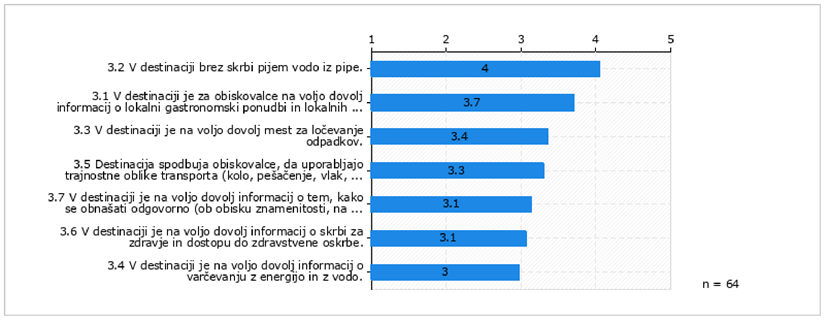 1 2 3 4 5
3.2 V destinaciji brez skrbi pijem vodo iz pipe.
4
3.1 V destinaciji je za obiskovalce na voljo dovolj
informacij o lokalni gastronomski ponudbi in lokalnih ...
3.7
3.3 V destinaciji je na voljo dovolj mest za ločevanje
odpadkov.
3.4
3.5 Destinacija spodbuja obiskovalce, da uporabljajo
trajnostne oblike transporta (kolo, pešačenje, vlak, ...
3.3
3.7 V destinaciji je na voljo dovolj informacij o tem, kako
se obnašati odgovorno (ob obisku znamenitosti, na ...
3.1
3.6 V destinaciji je na voljo dovolj informacij o skrbi za
zdravje in dostopu do zdravstvene oskrbe.
3.1
3.4 V destinaciji je na voljo dovolj informacij o
varčevanju z energijo in z vodo.
3
n = 64